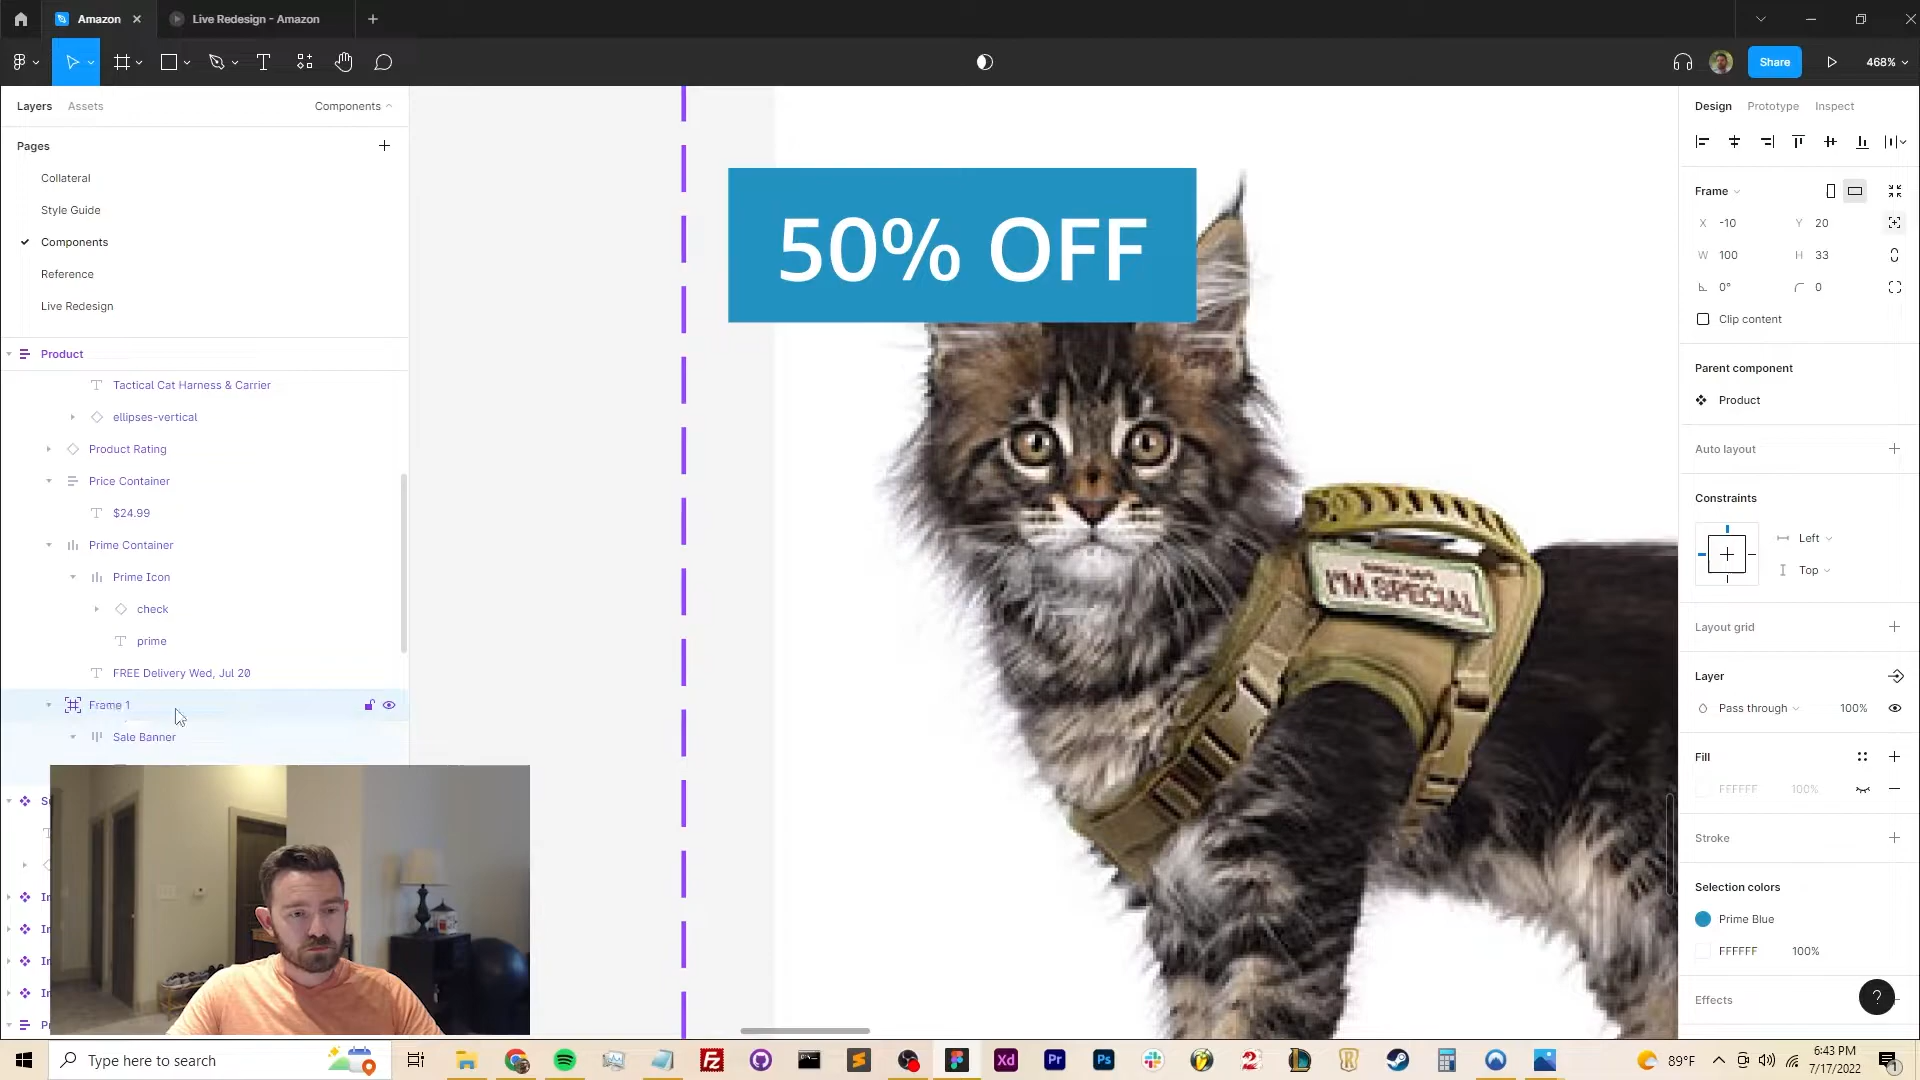 Amazon
Live Redesign - Amazon
Share
468%
Layers
Assets
Components
Design
Prototype
Inspect
Pages
Collateral
Style Guide
Components
Reference
Live Redesign
Product
Tactical Cat Harness & Carrier
ellipses-vertical
Product Rating
Price Container
$24.99
Prime Container
Prime Icon
check
prime
FREE Delivery Wed, Jul 20
Frame 1
Sale Banner
50% OFF
I'M SPECIAL
Frame
X -10 Y 20
W 100 H 33
0° 0
Clip content
Parent component
Product
Auto layout
Constraints
Left
Top
Layout grid
Layer
Pass through 100%
Fill
FFFFFF 100%
Stroke
Selection colors
Prime Blue
FFFFFF 100%
Effects
?
Type here to search
Xd
Pr
Ps
89°F
6:43 PM
7/17/2022
1